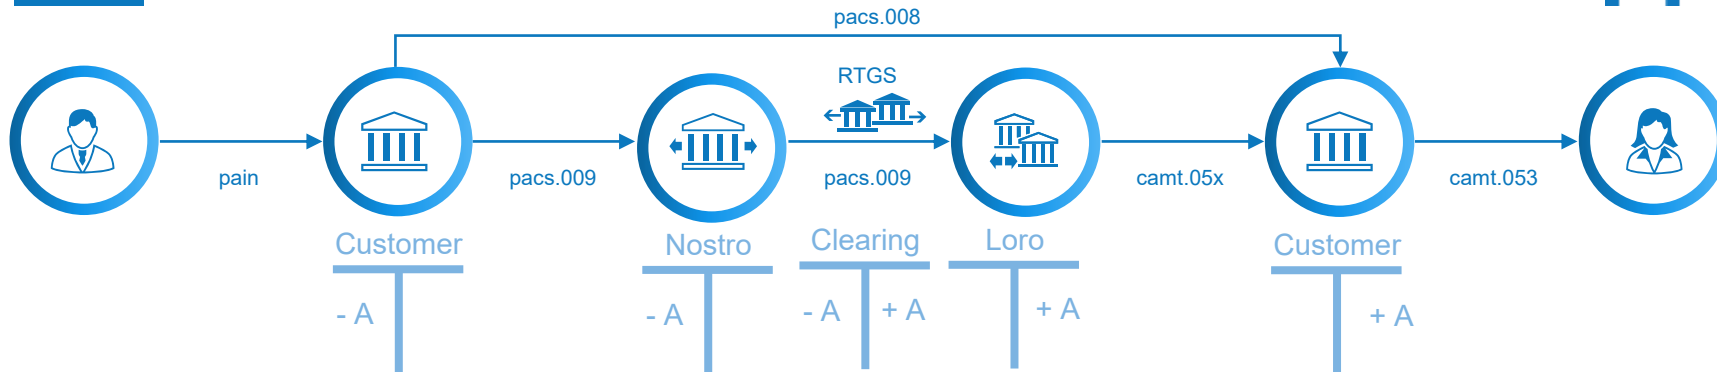 pacs.008
RTGS
pain
pacs.009
pacs.009
camt.05x
camt.053
Customer
Nostro
Clearing
Loro
Customer
- A
- A
- A
+ A
+ A
+ A